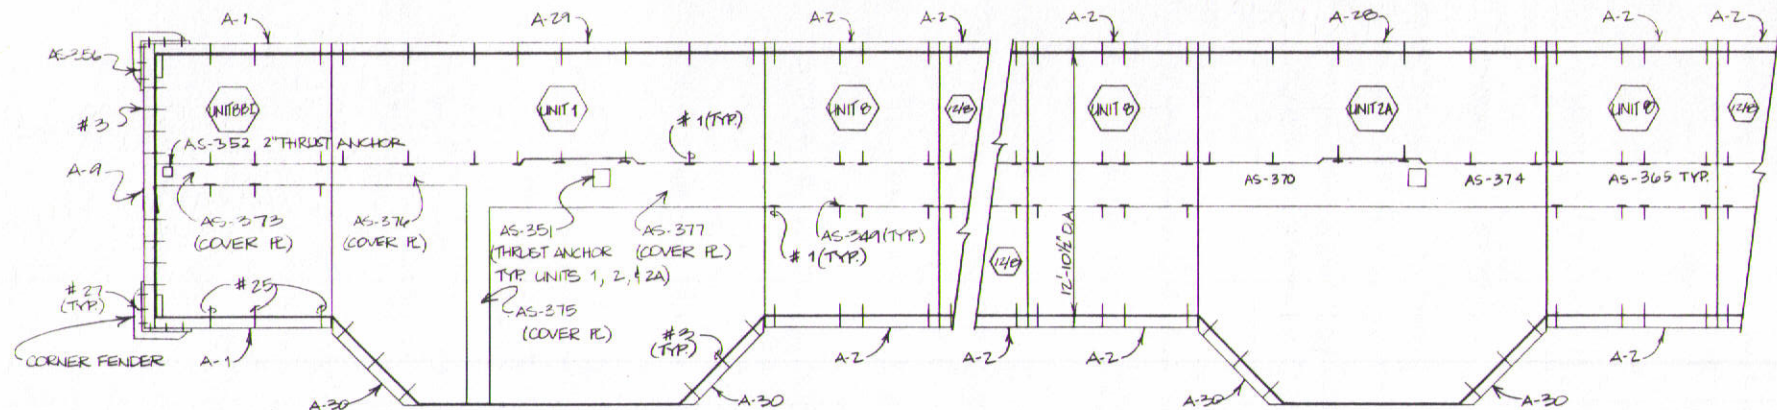 A-1
A-29
A-2
A-2
A-2
A-28
A-2
A-2
AS-356
UNIT 8BI
UNIT 1
UNIT 8
12/8
UNIT 8
UNIT 2A
UNIT 8
12/8
#3
#1 (TYP.)
AS-352 2" THRUST ANCHOR
A-9
AS-370
AS-374
AS-365 TYP.
AS-373
(COVER PL)
AS-376
(COVER PL)
AS-351
(THRUST ANCHOR
TYP. UNITS 1, 2, & 2A)
AS-377
(COVER PL)
AS-349 (TYP.)
#1 (TYP.)
12/8
12'-10½" O.A.
#27
(TYP.)
#25
AS-375
(COVER PL)
#3
(TYP.)
CORNER FENDER
A-1
A-2
A-2
A-2
A-2
A-30
A-30
A-30
A-30